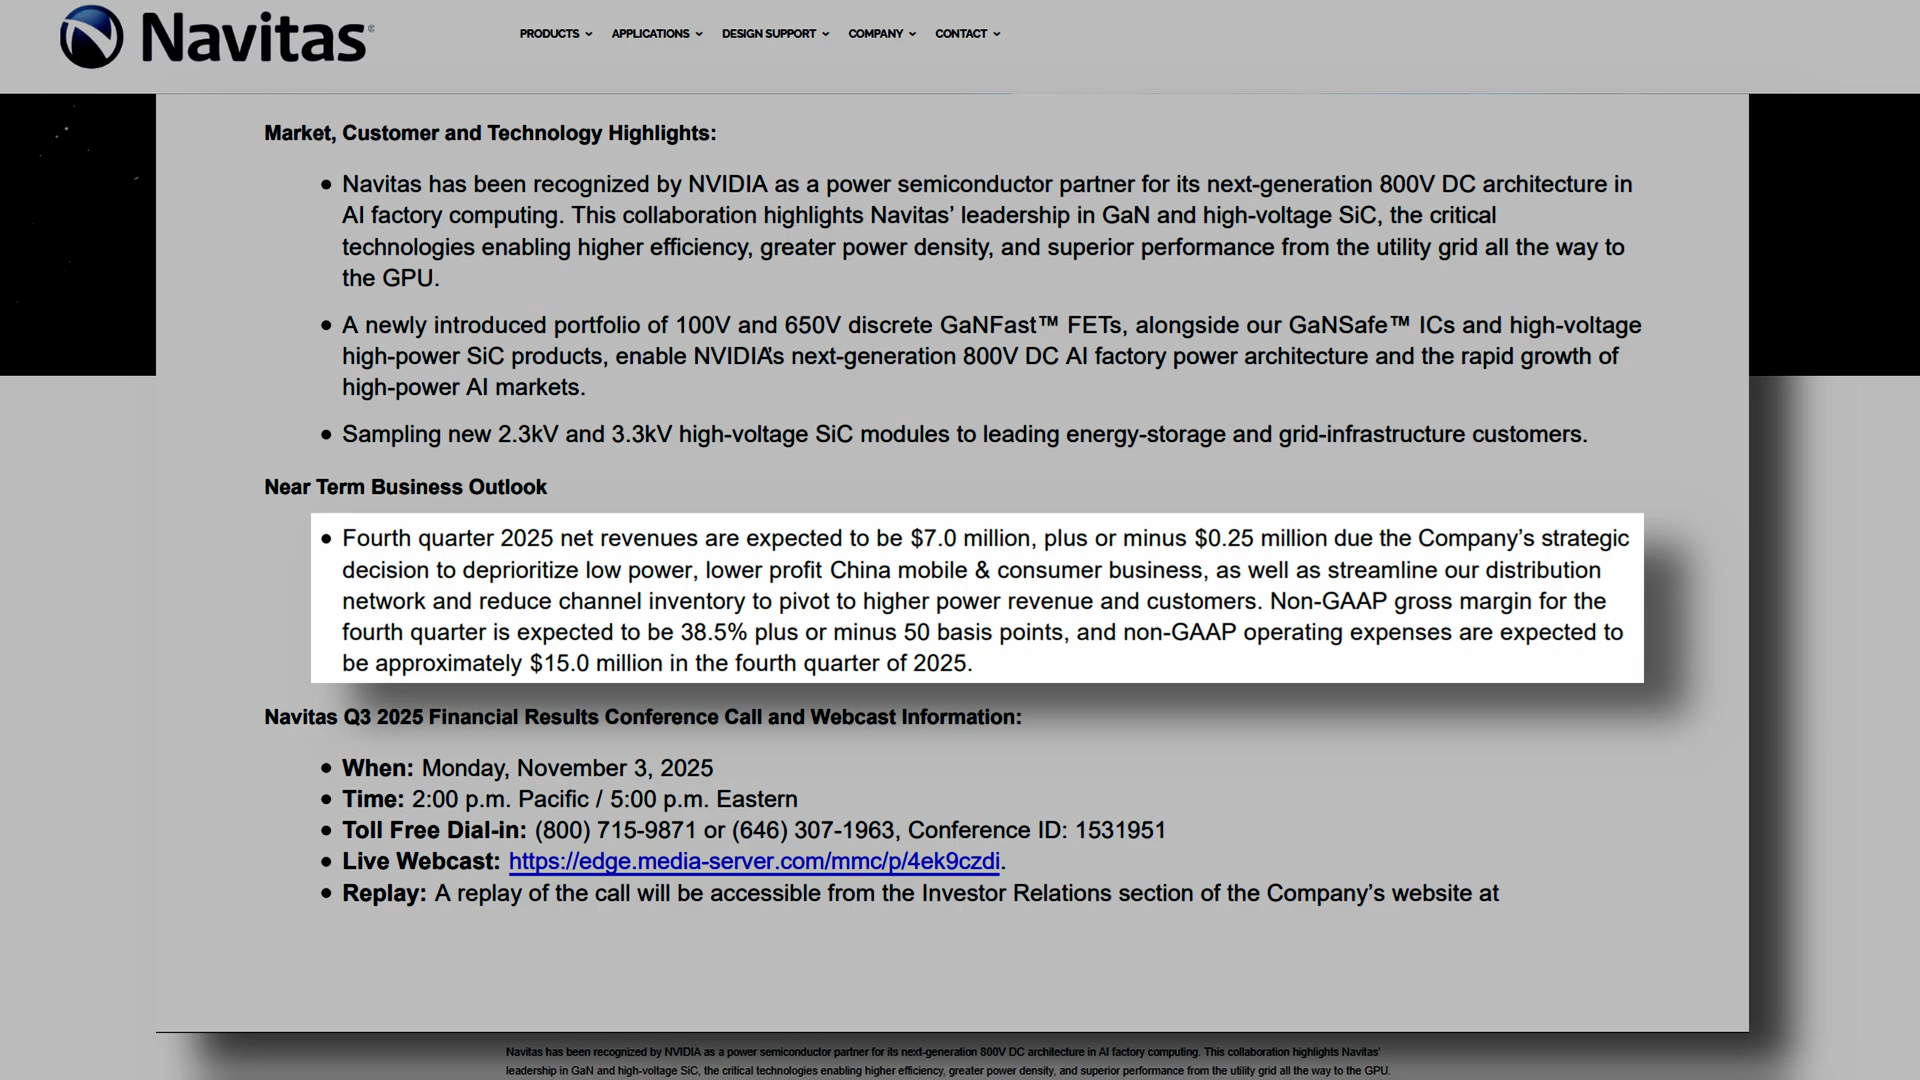 Navitas
PRODUCTS
APPLICATIONS
DESIGN SUPPORT
COMPANY
CONTACT
Market, Customer and Technology Highlights:
• Navitas has been recognized by NVIDIA as a power semiconductor partner for its next-generation 800V DC architecture in
AI factory computing. This collaboration highlights Navitas’ leadership in GaN and high-voltage SiC, the critical
technologies enabling higher efficiency, greater power density, and superior performance from the utility grid all the way to
the GPU.
• A newly introduced portfolio of 100V and 650V discrete GaNFast™ FETs, alongside our GaNSafe™ ICs and high-voltage
high-power SiC products, enable NVIDIA’s next-generation 800V DC AI factory power architecture and the rapid growth of
high-power AI markets.
• Sampling new 2.3kV and 3.3kV high-voltage SiC modules to leading energy-storage and grid-infrastructure customers.
Near Term Business Outlook
• Fourth quarter 2025 net revenues are expected to be $7.0 million, plus or minus $0.25 million due the Company’s strategic
decision to deprioritize low power, lower profit China mobile & consumer business, as well as streamline our distribution
network and reduce channel inventory to pivot to higher power revenue and customers. Non-GAAP gross margin for the
fourth quarter is expected to be 38.5% plus or minus 50 basis points, and non-GAAP operating expenses are expected to
be approximately $15.0 million in the fourth quarter of 2025.
Navitas Q3 2025 Financial Results Conference Call and Webcast Information:
• When: Monday, November 3, 2025
• Time: 2:00 p.m. Pacific / 5:00 p.m. Eastern
• Toll Free Dial-in: (800) 715-9871 or (646) 307-1963, Conference ID: 1531951
• Live Webcast: https://edge.media-server.com/mmc/p/4ek9czdi.
• Replay: A replay of the call will be accessible from the Investor Relations section of the Company’s website at
Navitas has been recognized by NVIDIA as a power semiconductor partner for its next-generation 800V DC architecture in AI factory computing. This collaboration highlights Navitas’
leadership in GaN and high-voltage SiC, the critical technologies enabling higher efficiency, greater power density, and superior performance from the utility grid all the way to the GPU.